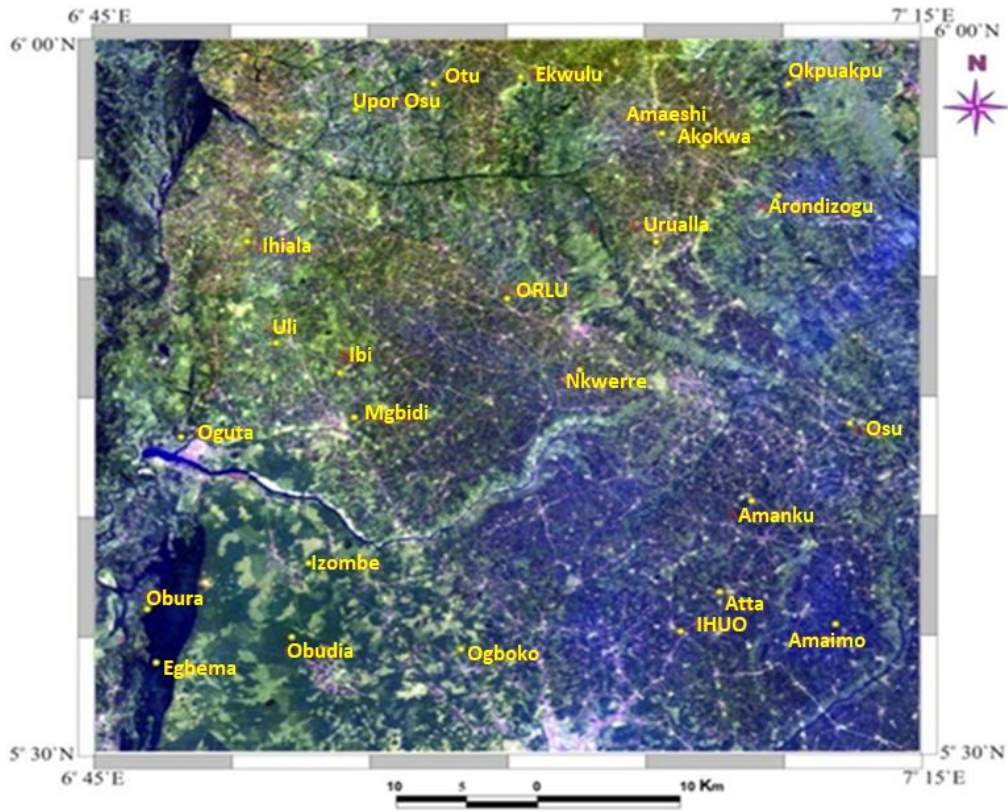 6° 45`E
7° 15`E
6° 00`N
6° 00`N
N
Otu
Ekwulu
Okpuakpu
Upor Osu
Amaeshi
Akokwa
Arondizogu
Urualla
Ihiala
ORLU
Uli
Ibi
Nkwerre
Mgbidi
Oguta
Osu
Amanku
Izombe
Obura
Atta
IHUO
Amaimo
Obudia
Ogboko
Egbema
5° 30`N
5° 30`N
6° 45`E
7° 15`E
10 5 0 10 Km